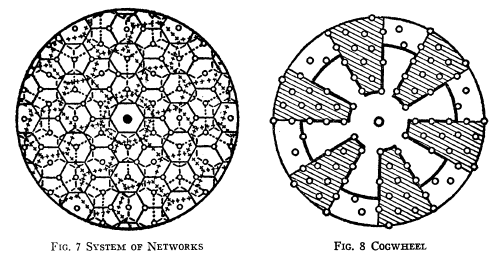 FIG. 7 SYSTEM OF NETWORKS
FIG. 8 COGWHEEL